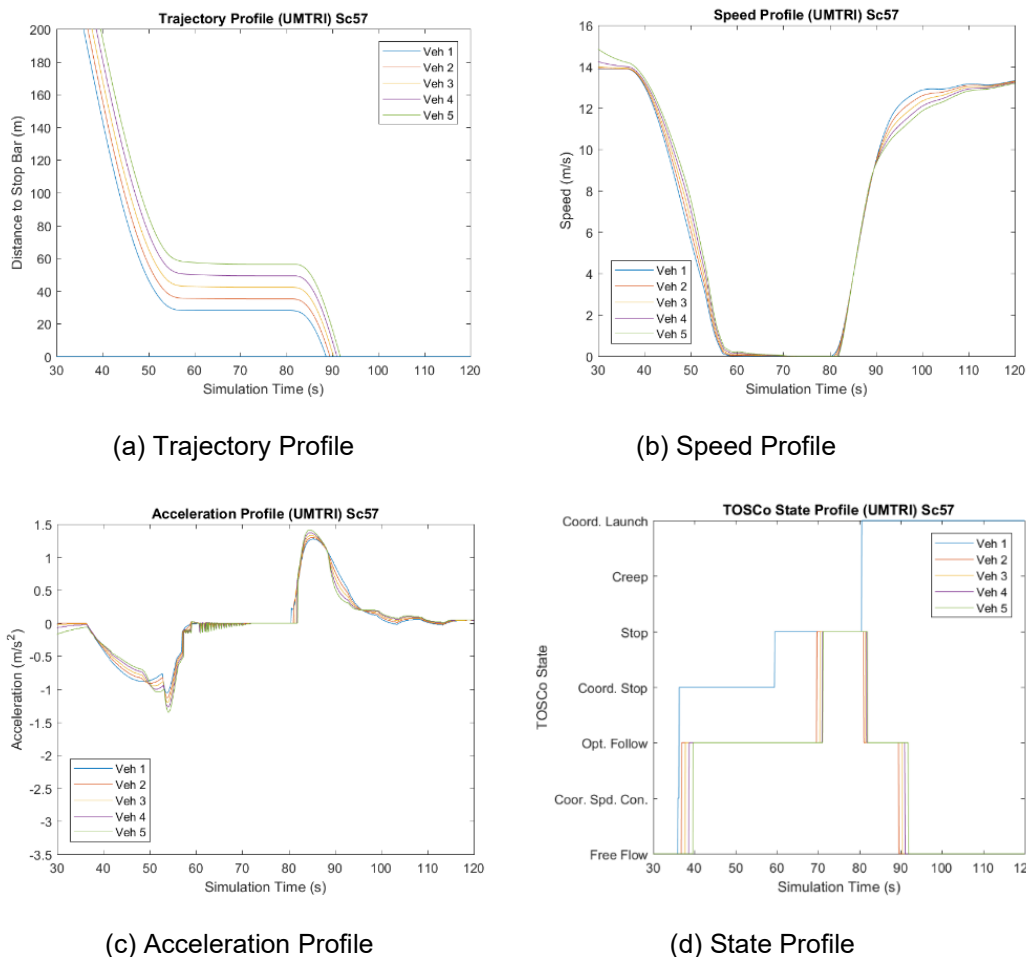 Trajectory Profile (UMTRI) Sc57
200
180
160
140
120
100
80
60
40
20
0
Distance to Stop Bar (m)
30 40 50 60 70 80 90 100 110 120
Simulation Time (s)
Veh 1
Veh 2
Veh 3
Veh 4
Veh 5
(a) Trajectory Profile
Speed Profile (UMTRI) Sc57
16
14
12
10
8
6
4
2
0
Speed (m/s)
Veh 1
Veh 2
Veh 3
Veh 4
Veh 5
30 40 50 60 70 80 90 100 110 120
Simulation Time (s)
(b) Speed Profile
Acceleration Profile (UMTRI) Sc57
1.5
1
0.5
0
-0.5
-1
-1.5
-2
-2.5
-3
-3.5
Acceleration (m/s²)
Veh 1
Veh 2
Veh 3
Veh 4
Veh 5
30 40 50 60 70 80 90 100 110 120
Simulation Time (s)
(c) Acceleration Profile
TOSCo State Profile (UMTRI) Sc57
Coord. Launch
Creep
Stop
Coord. Stop
Opt. Follow
Coor. Spd. Con.
Free Flow
TOSCo State
Veh 1
Veh 2
Veh 3
Veh 4
Veh 5
30 40 50 60 70 80 90 100 110 120
Simulation Time (s)
(d) State Profile